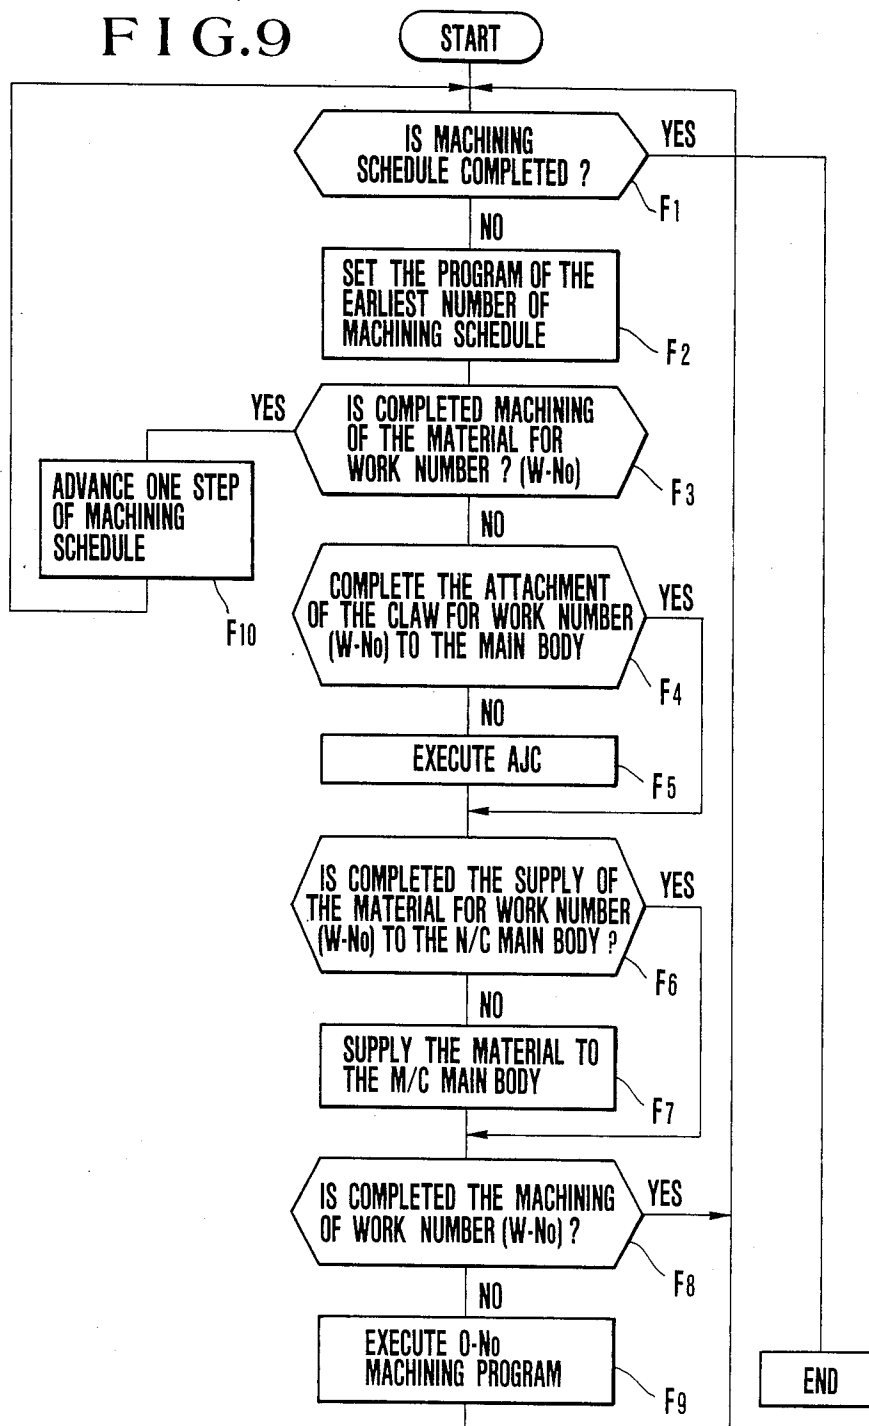 FIG.9
START
IS MACHINING
SCHEDULE COMPLETED ?
YES
F1
NO
SET THE PROGRAM OF THE
EARLIEST NUMBER OF
MACHINING SCHEDULE
F2
YES
IS COMPLETED MACHINING
OF THE MATERIAL FOR
WORK NUMBER ? (W-No)
F3
ADVANCE ONE STEP
OF MACHINING
SCHEDULE
F10
NO
COMPLETE THE ATTACHMENT
OF THE CLAW FOR WORK NUMBER
(W-No) TO THE MAIN BODY
YES
F4
NO
EXECUTE AJC
F5
IS COMPLETED THE SUPPLY OF
THE MATERIAL FOR WORK NUMBER
(W-No) TO THE N/C MAIN BODY ?
YES
F6
NO
SUPPLY THE MATERIAL TO
THE M/C MAIN BODY
F7
IS COMPLETED THE MACHINING
OF WORK NUMBER (W-No) ?
YES
F8
NO
EXECUTE O-No
MACHINING PROGRAM
F9
END